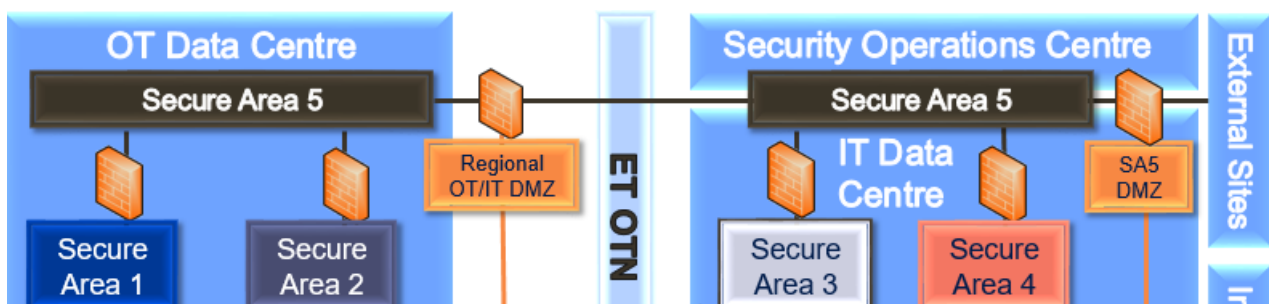 OT Data Centre
Secure Area 5
Regional
OT/IT DMZ
Secure
Area 1
Secure
Area 2
ET OTN
Security Operations Centre
Secure Area 5
IT Data
Centre
SA5
DMZ
Secure
Area 3
Secure
Area 4
External Sites